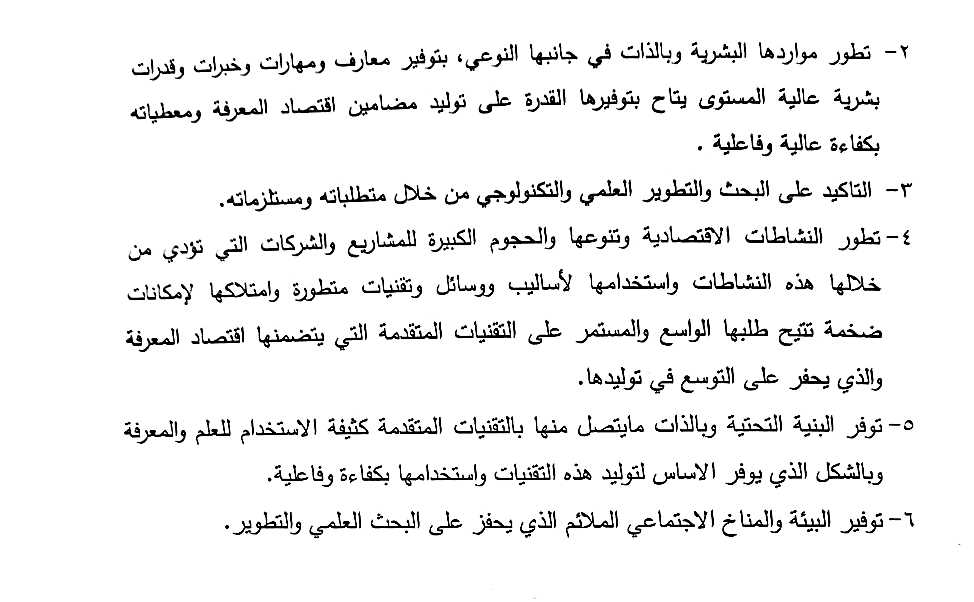 ٢- تطور مواردها البشرية وبالذات في جانبها النوعي، بتوفير معارف ومهارات وخبرات وقدرات
بشرية عالية المستوى يتاح بتوفيرها القدرة على توليد مضامين اقتصاد المعرفة ومعطياته
بكفاءة عالية وفاعلية .
٣- التاكيد على البحث والتطوير العلمي والتكنولوجي من خلال متطلباته ومستلزماته.
٤- تطور النشاطات الاقتصادية وتنوعها والحجوم الكبيرة للمشاريع والشركات التي تؤدي من
خلالها هذه النشاطات واستخدامها لأساليب ووسائل وتقنيات متطورة وامتلاكها لإمكانات
ضخمة تتيح طلبها الواسع والمستمر على التقنيات المتقدمة التي يتضمنها اقتصاد المعرفة
والذي يحفر على التوسع في توليدها.
٥- توفر البنية التحتية وبالذات مايتصل منها بالتقنيات المتقدمة كثيفة الاستخدام للعلم والمعرفة
وبالشكل الذي يوفر الاساس لتوليد هذه التقنيات واستخدامها بكفاءة وفاعلية.
٦- توفير البيئة والمناخ الاجتماعي الملائم الذي يحفز على البحث العلمي والتطوير.